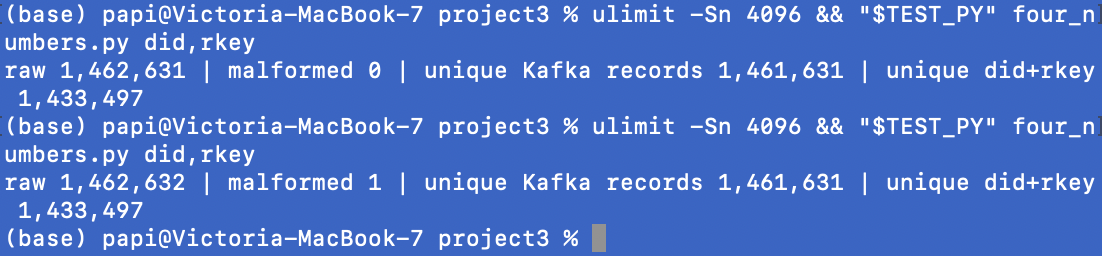 (base) papi@Victoria-MacBook-7 project3 % ulimit -Sn 4096 && "$TEST_PY" four_n
umbers.py did,rkey
raw 1,462,631 | malformed 0 | unique Kafka records 1,461,631 | unique did+rkey
 1,433,497
(base) papi@Victoria-MacBook-7 project3 % ulimit -Sn 4096 && "$TEST_PY" four_n
umbers.py did,rkey
raw 1,462,632 | malformed 1 | unique Kafka records 1,461,631 | unique did+rkey
 1,433,497
(base) papi@Victoria-MacBook-7 project3 %